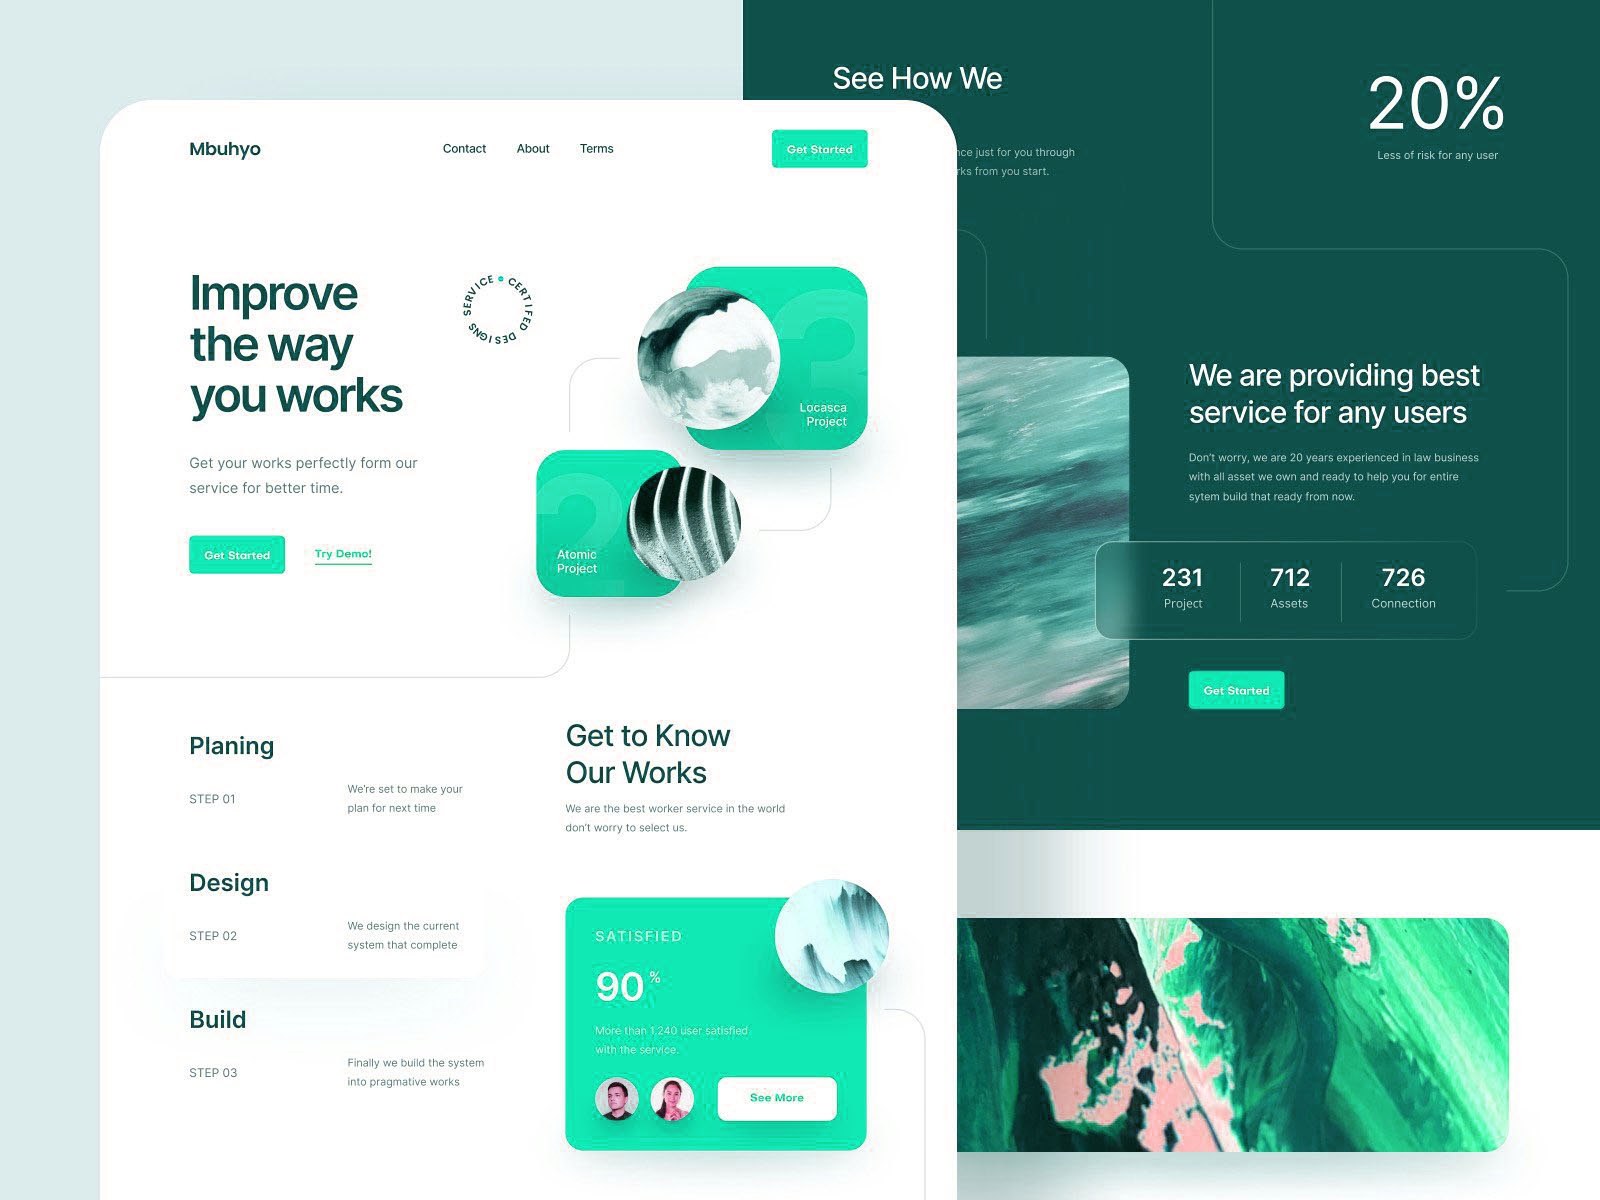 Mbuhyo
Contact
About
Terms
Get Started
Improve
the way
you works
SERVICE CERTIFED DESIGNS
Get your works perfectly form our
service for better time.
Get Started
Try Demo!
3
Locasca
Project
2
Atomic
Project
Planing
STEP 01
We're set to make your
plan for next time
Design
STEP 02
We design the current
system that complete
Build
STEP 03
Finally we build the system
into pragmative works
Get to Know
Our Works
We are the best worker service in the world
don't worry to select us.
SATISFIED
90%
More than 1,240 user satisfied
with the service.
See More
See How We
just for you through
from you start.
20%
Less of risk for any user
We are providing best
service for any users
Don't worry, we are 20 years experienced in law business
with all asset we own and ready to help you for entire
sytem build that ready from now.
231
Project
712
Assets
726
Connection
Get Started